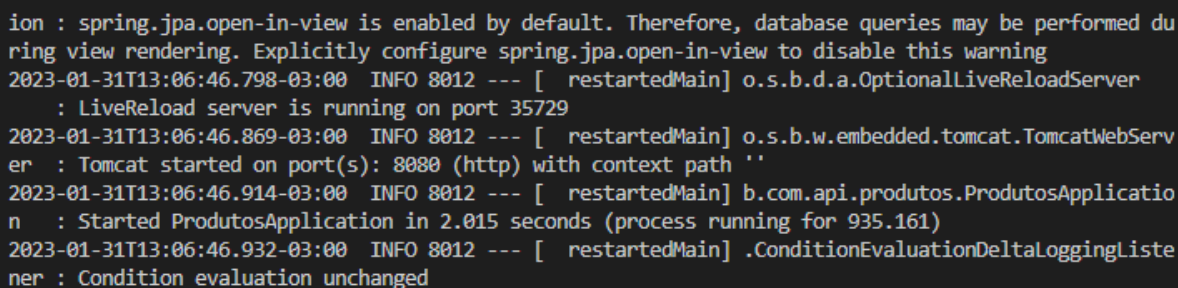 ion : spring.jpa.open-in-view is enabled by default. Therefore, database queries may be performed du
ring view rendering. Explicitly configure spring.jpa.open-in-view to disable this warning
2023-01-31T13:06:46.798-03:00  INFO 8012 --- [  restartedMain] o.s.b.d.a.OptionalLiveReloadServer
    : LiveReload server is running on port 35729
2023-01-31T13:06:46.869-03:00  INFO 8012 --- [  restartedMain] o.s.b.w.embedded.tomcat.TomcatWebServ
er  : Tomcat started on port(s): 8080 (http) with context path ''
2023-01-31T13:06:46.914-03:00  INFO 8012 --- [  restartedMain] b.com.api.produtos.ProdutosApplicatio
n   : Started ProdutosApplication in 2.015 seconds (process running for 935.161)
2023-01-31T13:06:46.932-03:00  INFO 8012 --- [  restartedMain] .ConditionEvaluationDeltaLoggingListe
ner : Condition evaluation unchanged